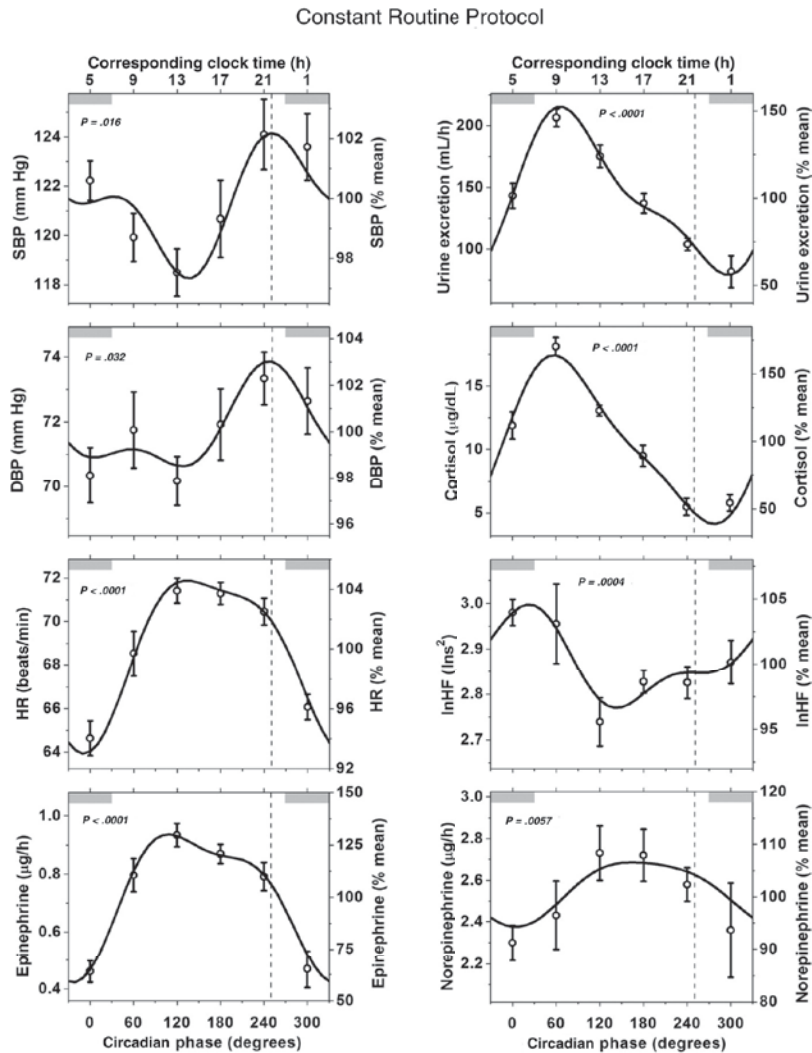 Constant Routine Protocol
Corresponding clock time (h)
5 9 13 17 21 1
P = .016
SBP (mm Hg)
124
122
120
118
SBP (% mean)
102
100
98
Corresponding clock time (h)
5 9 13 17 21 1
P < .0001
Urine excretion (mL/h)
200
150
100
Urine excretion (% mean)
150
100
50
P = .032
DBP (mm Hg)
74
72
70
DBP (% mean)
104
102
100
98
96
P < .0001
Cortisol (µg/dL)
15
10
5
Cortisol (% mean)
150
100
50
P < .0001
HR (beats/min)
72
70
68
66
64
HR (% mean)
104
100
96
92
P = .0004
lnHF (lns²)
3.0
2.9
2.8
2.7
lnHF (% mean)
105
100
95
P < .0001
Epinephrine (µg/h)
1.0
0.8
0.6
0.4
Epinephrine (% mean)
150
125
100
75
50
0 60 120 180 240 300
Circadian phase (degrees)
P = .0057
Norepinephrine (µg/h)
3.0
2.8
2.6
2.4
2.2
Norepinephrine (% mean)
120
110
100
90
80
0 60 120 180 240 300
Circadian phase (degrees)